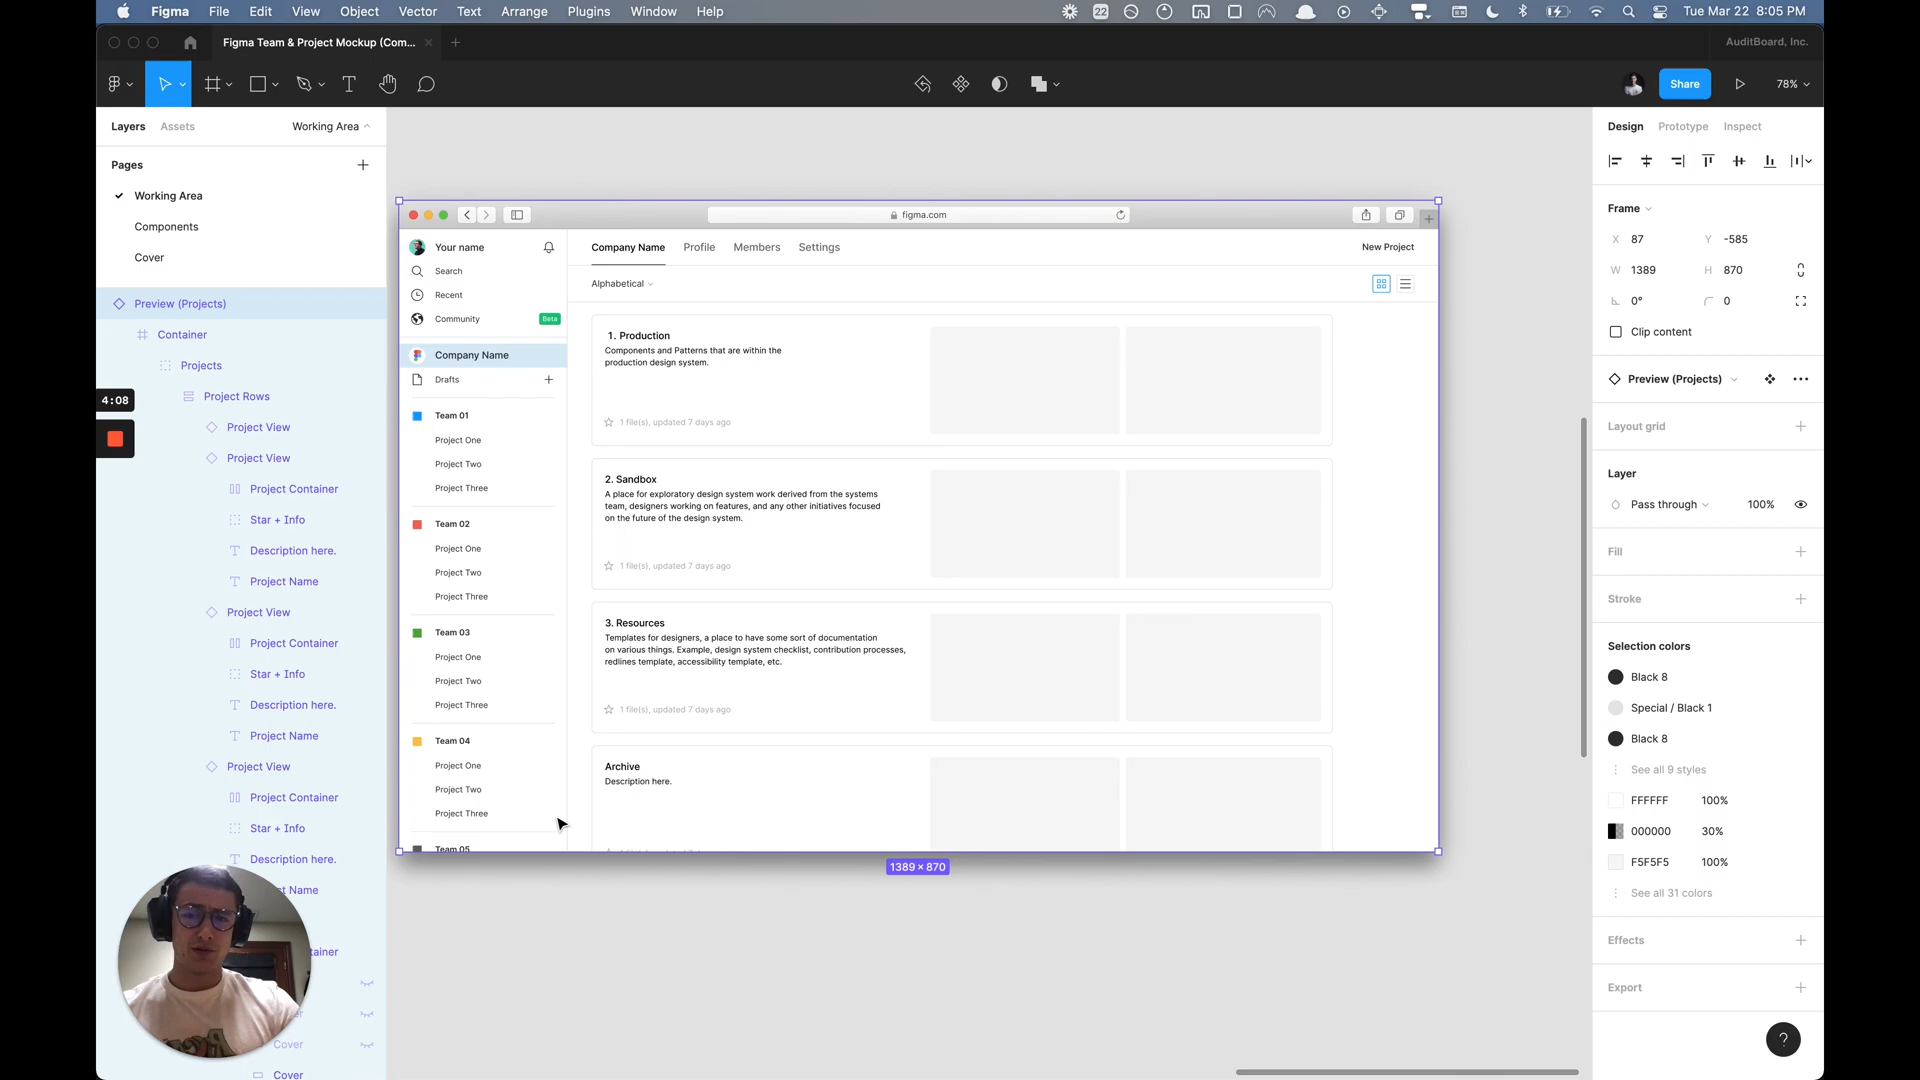 Figma File Edit View Object Vector Text Arrange Plugins Window Help
22
Tue Mar 22 8:05 PM
Figma Team & Project Mockup (Com...
AuditBoard, Inc.
Share
78%
Layers Assets Working Area
Pages
Working Area
Components
Cover
Preview (Projects)
Container
Projects
Project Rows
Project View
Project View
Project Container
Star + Info
Description here.
Project Name
Project View
Project Container
Star + Info
Description here.
Project Name
Project View
Project Container
Star + Info
Description here.
ct Name
tainer
er
Cover
Cover
4:08
figma.com
Your name
Search
Recent
Community Beta
Company Name
Drafts
Team 01
Project One
Project Two
Project Three
Team 02
Project One
Project Two
Project Three
Team 03
Project One
Project Two
Project Three
Team 04
Project One
Project Two
Project Three
Team 05
Company Name Profile Members Settings New Project
Alphabetical
1. Production
Components and Patterns that are within the
production design system.
1 file(s), updated 7 days ago
2. Sandbox
A place for exploratory design system work derived from the systems
team, designers working on features, and any other initiatives focused
on the future of the design system.
1 file(s), updated 7 days ago
3. Resources
Templates for designers, a place to have some sort of documentation
on various things. Example, design system checklist, contribution processes,
redlines template, accessibility template, etc.
1 file(s), updated 7 days ago
Archive
Description here.
1389 × 870
Design Prototype Inspect
Frame
X 87 Y -585
W 1389 H 870
0° 0
Clip content
Preview (Projects)
Layout grid
Layer
Pass through 100%
Fill
Stroke
Selection colors
Black 8
Special / Black 1
Black 8
See all 9 styles
FFFFFF 100%
000000 30%
F5F5F5 100%
See all 31 colors
Effects
Export
?